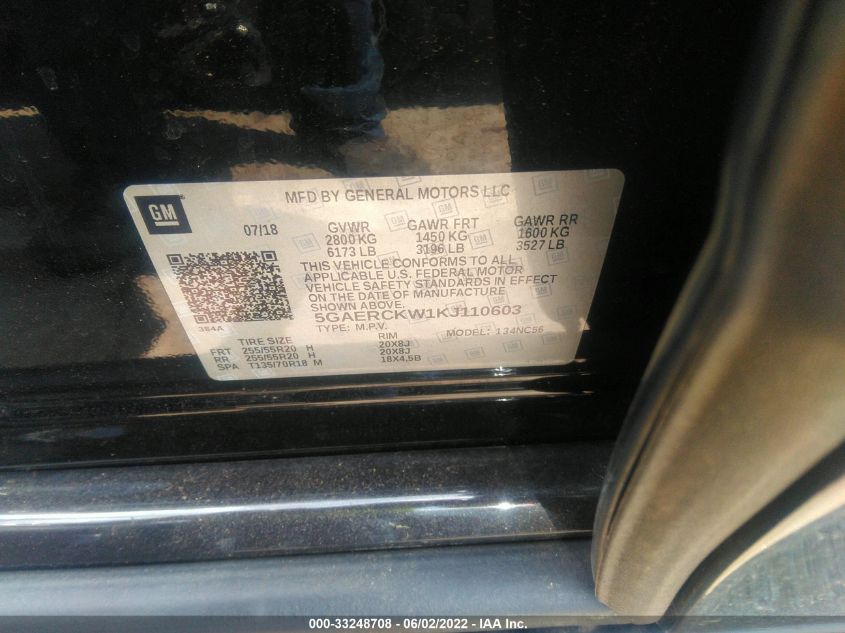 GM
MFD BY GENERAL MOTORS LLC
07/18
GVWR GAWR FRT GAWR RR
2800 KG 1450 KG 1600 KG
6173 LB 3196 LB 3527 LB
THIS VEHICLE CONFORMS TO ALL
APPLICABLE U.S. FEDERAL MOTOR
VEHICLE SAFETY STANDARDS IN EFFECT
ON THE DATE OF MANUFACTURE
SHOWN ABOVE.
384A
5GAERCKW1KJ110603
TYPE: M.P.V. MODEL: 134NC56
TIRE SIZE RIM
FRT 255/55R20 H 20X8J
RR 255/55R20 H 20X8J
SPA T135/70R18 M 18X4.5B
000-33248708 - 06/02/2022 - IAA Inc.